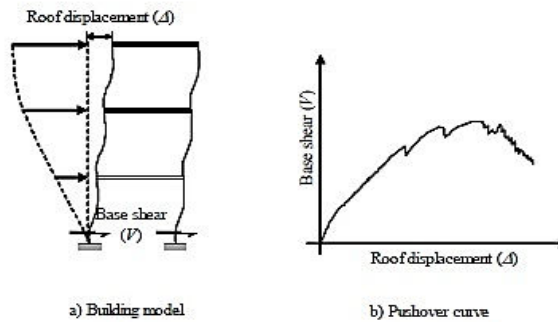 Roof displacement (Δ)
Base shear
(V)
a) Building model
Base shear (V)
Roof displacement (Δ)
b) Pushover curve